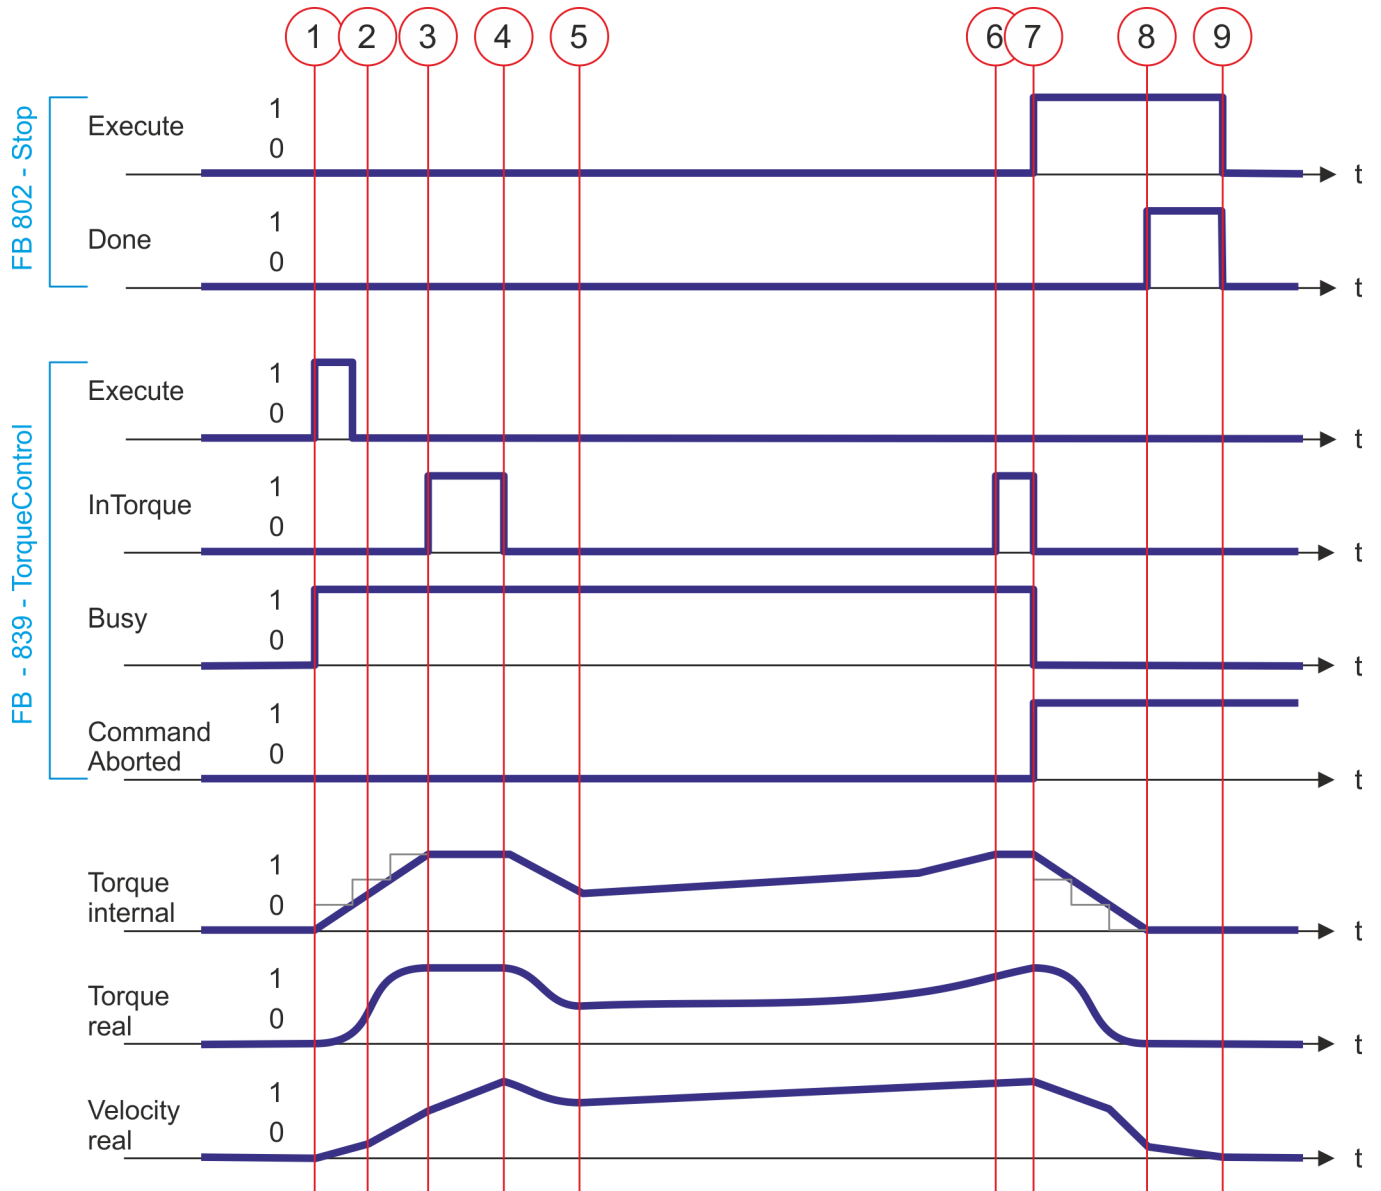 1 2 3 4 5 6 7 8 9
FB 802 - Stop
Execute
1
0
t
Done
1
0
t
FB - 839 - TorqueControl
Execute
1
0
t
InTorque
1
0
t
Busy
1
0
t
Command
Aborted
1
0
t
Torque
internal
1
0
t
Torque
real
1
0
t
Velocity
real
1
0
t